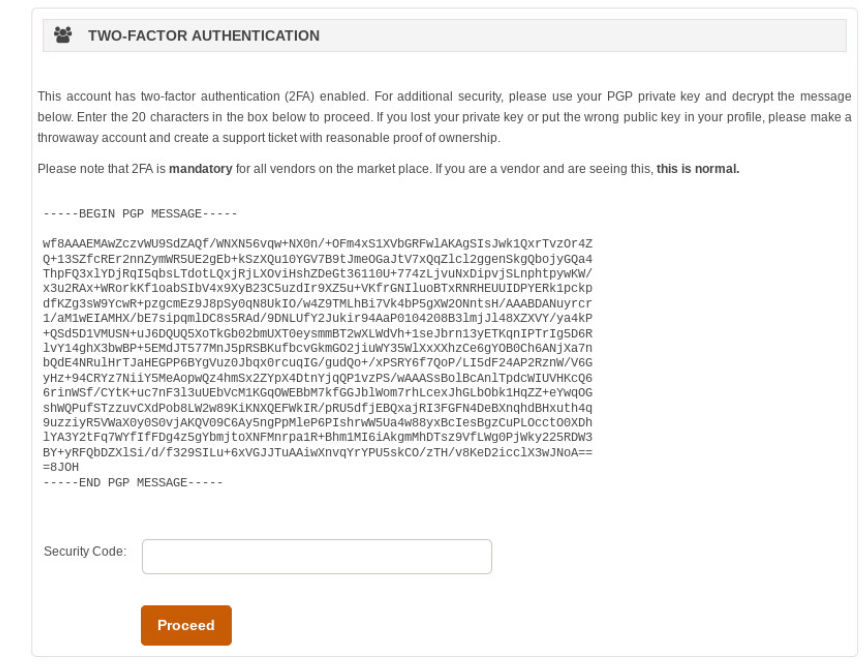 TWO-FACTOR AUTHENTICATION
This account has two-factor authentication (2FA) enabled. For additional security, please use your PGP private key and decrypt the message
below. Enter the 20 characters in the box below to proceed. If you lost your private key or put the wrong public key in your profile, please make a
throwaway account and create a support ticket with reasonable proof of ownership.
Please note that 2FA is mandatory for all vendors on the market place. If you are a vendor and are seeing this, this is normal.
-----BEGIN PGP MESSAGE-----
wf8AAAEMAwZczvWU9SdZAQf/WNXN56vqw+NX0n/+OFm4xS1XVbGRFwlAKAgSIsJwk1QxrTvzOr4Z
Q+13SZfcREr2nnZymWR5UE2gEb+kSzXQu10YGV7B9tJmeOGaJtV7xQqZlcl2ggenSkgQbojyGQa4
ThpFQ3xlYDjRqI5qbsLTdotLQxjRjLXOviHshZDeGt36110U+774zLjvuNxDipvjSLnphtpywKW/
x3u2RAx+WRorkKf1oabSIbV4x9XyB23C5uzdIr9XZ5u+VKfrGNIluoBTxRNRHEUUIDPYERk1pckp
dfKZg3sW9YcwR+pzgcmEz9J8pSy0qN8UkIO/w4Z9TMLhBi7Vk4bP5gXW2ONntsH/AAABDANuyrcr
1/aM1wEIAMHX/bE7sipqmlDC8s5RAd/9DNLUfY2Jukir94AaP0104208B3lmjJl48XZXVY/ya4kP
+QSd5D1VMUSN+uJ6DQUQ5XoTkGb02bmUXT0eysmmBT2wXLWdVh+1seJbrn13yETKqnIPTrIg5D6R
lvY14ghX3bwBP+5EMdJT577MnJ5pRSBKufbcvGkmGO2jiuWY35WlXxXXhzCe6gYOB0Ch6ANjXa7n
bQdE4NRulHrTJaHEGPP6BYgVuz0Jbqx0rcuqIG/gudQo+/xPSRY6f7QoP/LI5dF24AP2RznW/V6G
yHz+94CRYz7NiiY5MeAopwQz4hmSx2ZYpX4DtnYjqQP1vzPS/wAAASsBolBcAnlTpdcWIUVHKcQ6
6rinWSf/CYtK+uc7nF3l3uUEbVcM1KGqOWEBbM7kfGGJblWom7rhLcexJhGLbObk1HqZZ+eYwqOG
shWQPufSTzzuvCXdPob8LW2w89KiKNXQEFWkIR/pRU5dfjEBQxajRI3FGFN4DeBXnqhdBHxuth4q
9uzziyR5VWaX0y0S0vjAKQV09C6Ay5ngPpMleP6PIshrwW5Ua4w88yxBcIesBgzCuPLOcctO0XDh
lYA3Y2tFq7WYfIfFDg4z5gYbmjtoXNFMnrpa1R+Bhm1MI6iAkgmMhDTsz9VfLWg0PjWky225RDW3
BY+yRFQbDZXlSi/d/f329SILu+6xVGJJTuAAiwXnvqYrYPU5skCO/zTH/v8KeD2icclX3wJNoA==
=8JOH
-----END PGP MESSAGE-----
Security Code:
Proceed